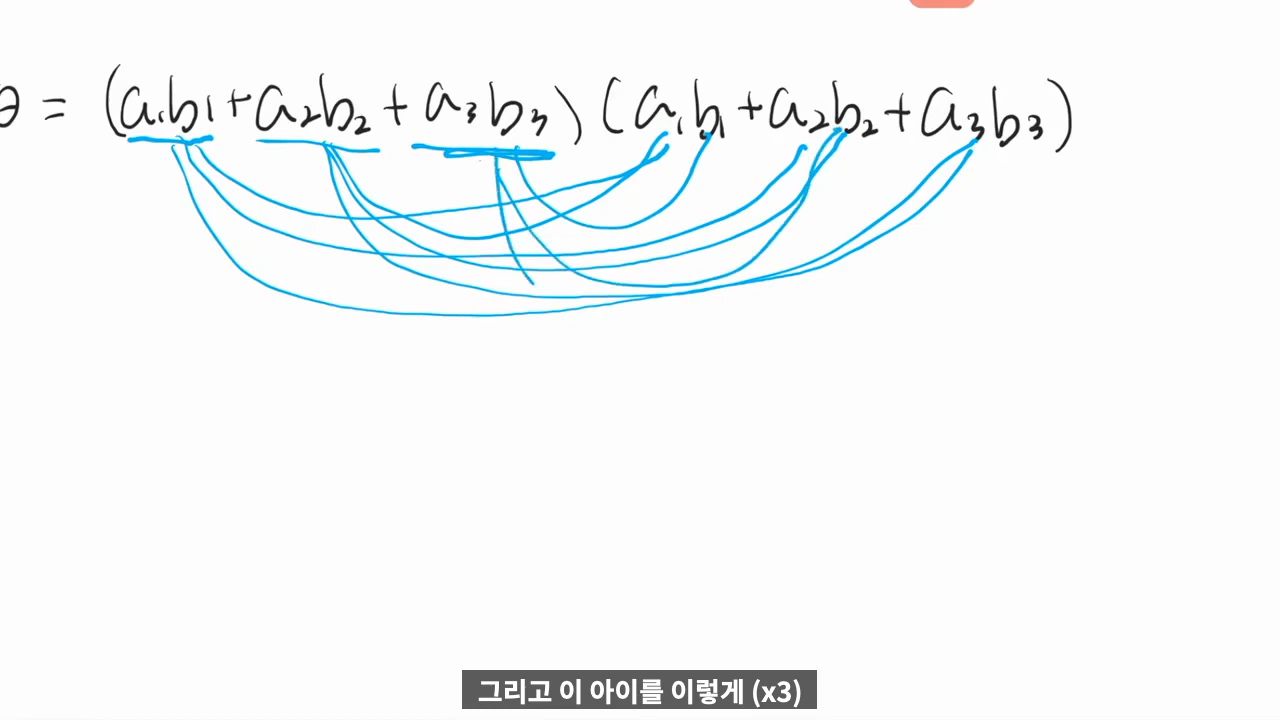 θ = (a₁b₁+a₂b₂+a₃b₃)(a₁b₁+a₂b₂+a₃b₃)
그리고 이 아이를 이렇게 (x3)